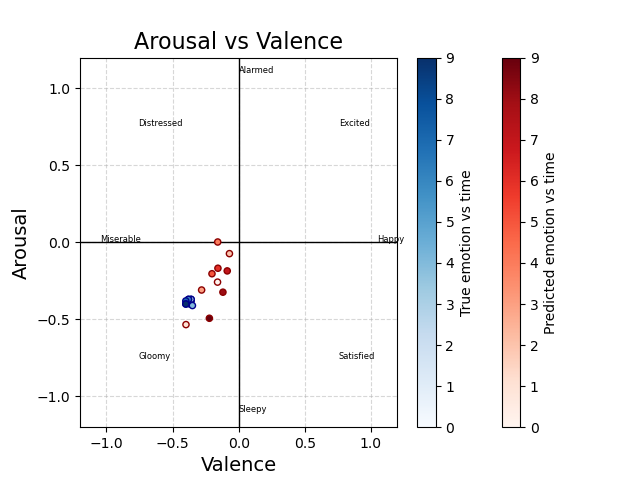 Arousal vs Valence
Alarmed
Distressed
Excited
Miserable
Happy
Gloomy
Satisfied
Sleepy
1.0
0.5
0.0
−0.5
−1.0
Arousal
−1.0 −0.5 0.0 0.5 1.0
Valence
9
8
7
6
5
4
3
2
1
0
True emotion vs time
9
8
7
6
5
4
3
2
1
0
Predicted emotion vs time